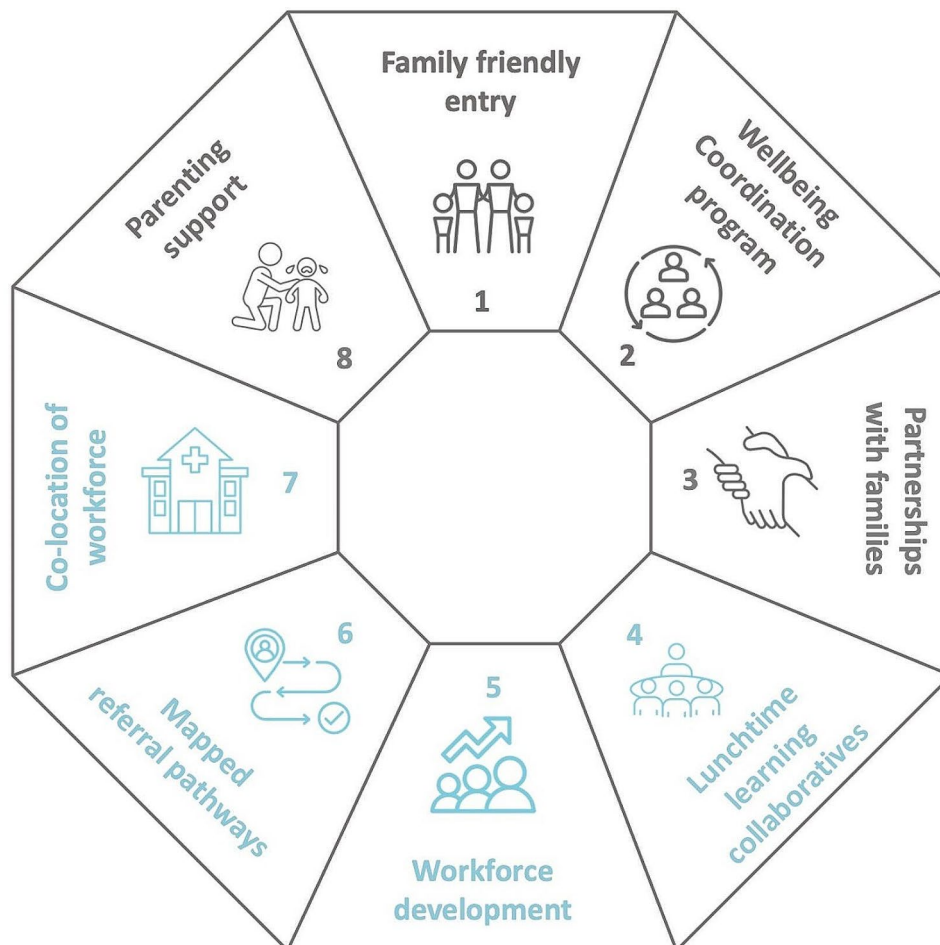 Family friendly
entry
1
Wellbeing
Coordination
program
2
Partnerships
with families
3
4
Lunchtime
learning
collaboratives
5
Workforce
development
6
Mapped
referral pathways
Co-location of
workforce
7
Parenting
support
8